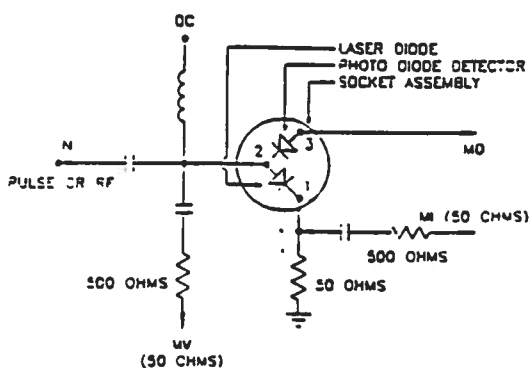 DC
LASER DIODE
PHOTO DIODE DETECTOR
SOCKET ASSEMBLY
N
PULSE OR RF
2
3
1
MO
MI (50 OHMS)
500 OHMS
500 OHMS
50 OHMS
MV
(50 OHMS)